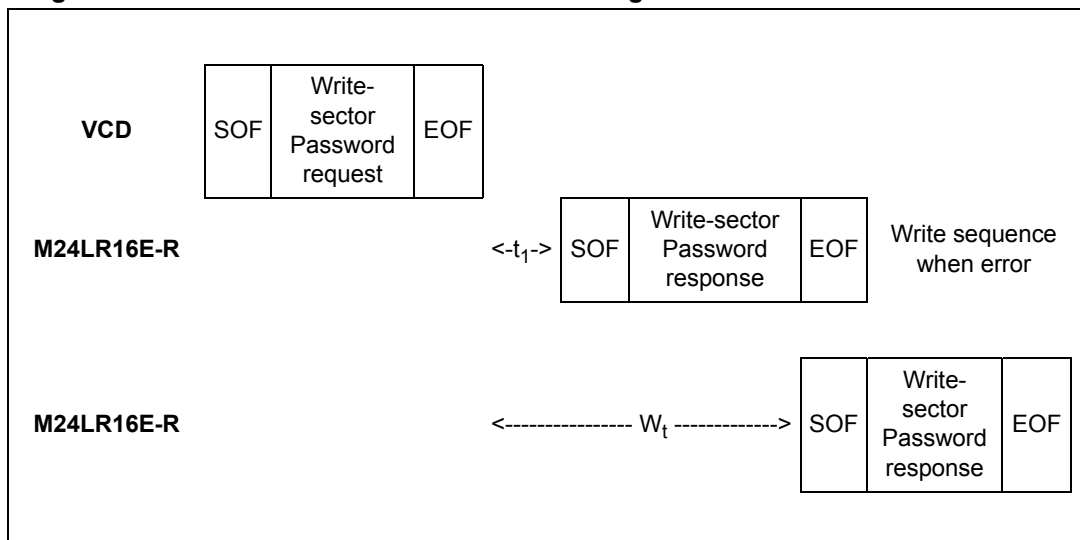 VCD
SOF
Write-
sector
Password
request
EOF
M24LR16E-R
<-t₁->
SOF
Write-sector
Password
response
EOF
Write sequence
when error
M24LR16E-R
<---------------- Wₜ ------------->
SOF
Write-
sector
Password
response
EOF